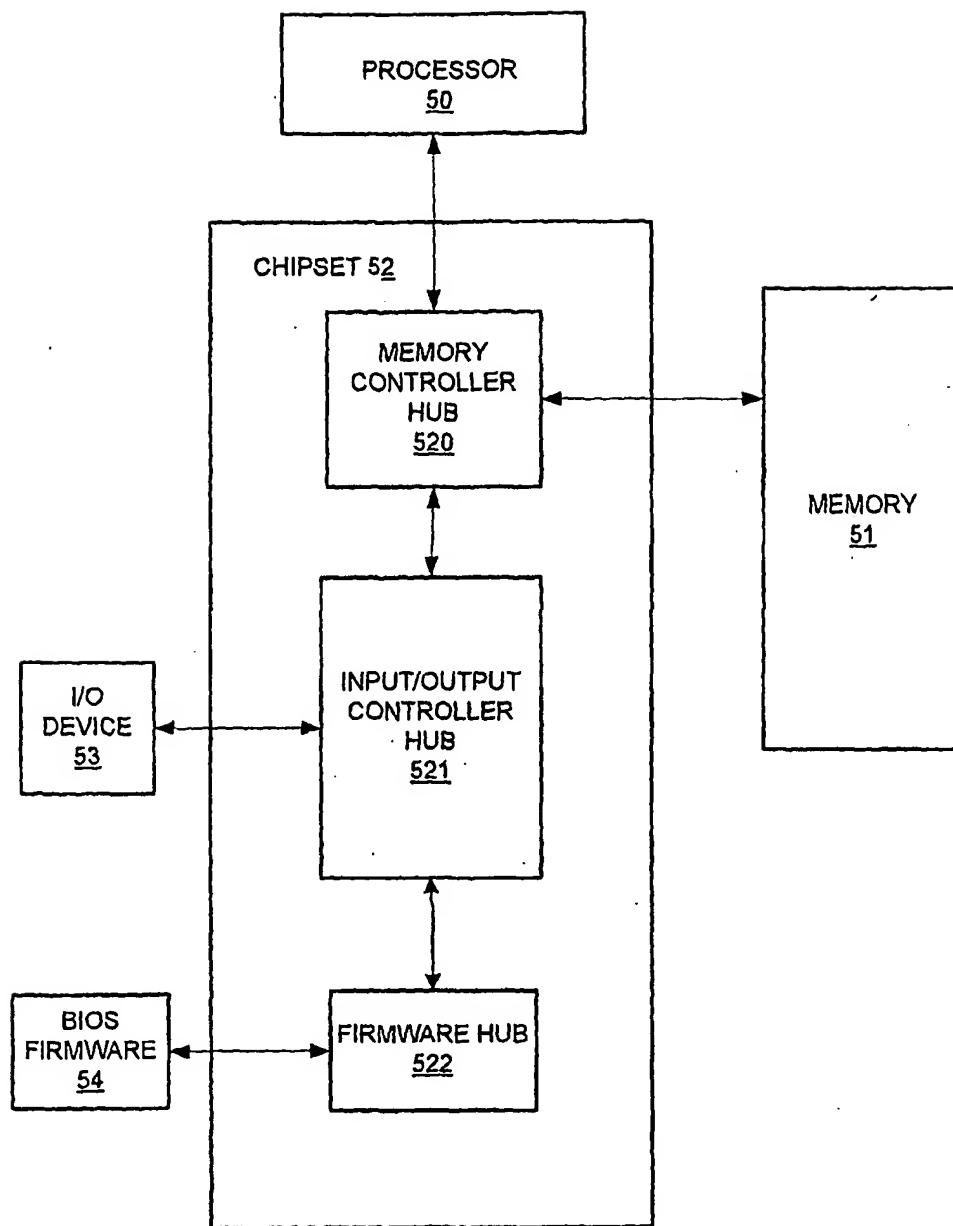 PROCESSOR
50
CHIPSET 52
MEMORY
CONTROLLER
HUB
520
MEMORY
51
INPUT/OUTPUT
CONTROLLER
HUB
521
I/O
DEVICE
53
BIOS
FIRMWARE
54
FIRMWARE HUB
522